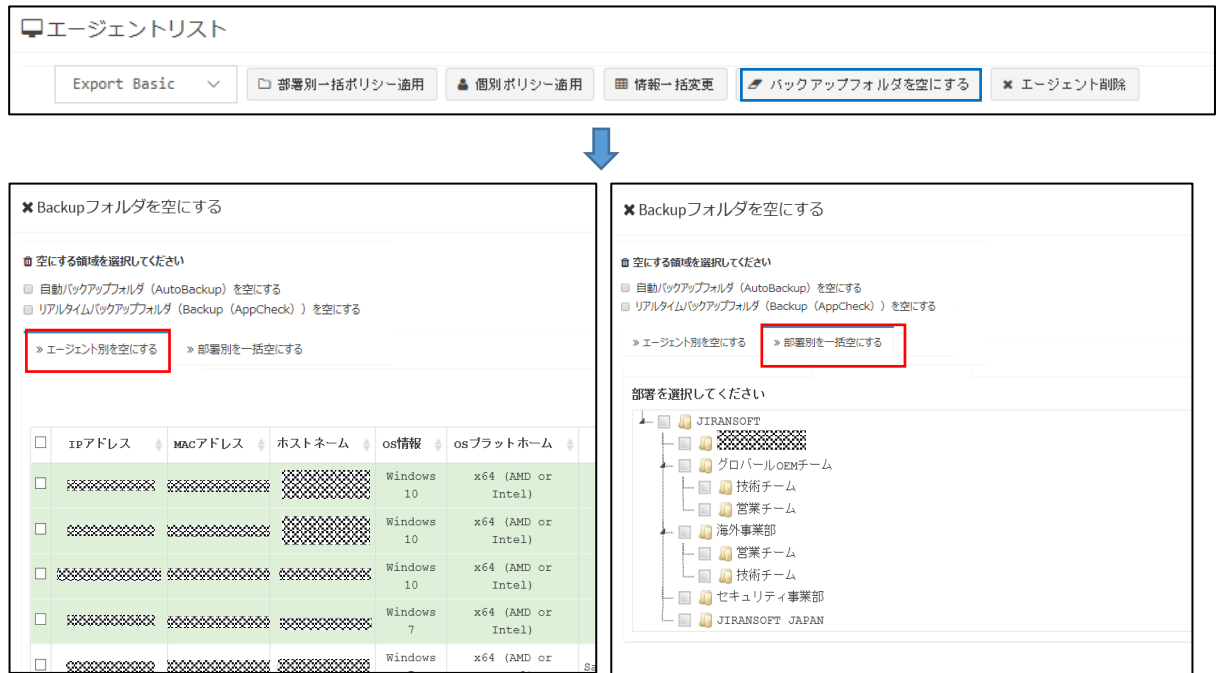 エージェントリスト
Export Basic 部署別一括ポリシー適用 個別ポリシー適用 情報一括変更 バックアップフォルダを空にする エージェント削除
Backupフォルダを空にする
空にする領域を選択してください
自動バックアップフォルダ（AutoBackup）を空にする
リアルタイムバックアップフォルダ（Backup（AppCheck））を空にする
» エージェント別を空にする » 部署別を一括空にする
IPアドレス MACアドレス ホストネーム OS情報 OSプラットホーム
Windows 10 x64 (AMD or Intel)
Windows 10 x64 (AMD or Intel)
Windows 10 x64 (AMD or Intel)
Windows 7 x64 (AMD or Intel)
Windows x64 (AMD or
Backupフォルダを空にする
空にする領域を選択してください
自動バックアップフォルダ（AutoBackup）を空にする
リアルタイムバックアップフォルダ（Backup（AppCheck））を空にする
» エージェント別を空にする » 部署別を一括空にする
部署を選択してください
JIRANSOFT
グロバールOEMチーム
技術チーム
営業チーム
海外事業部
営業チーム
技術チーム
セキュリティ事業部
JIRANSOFT JAPAN